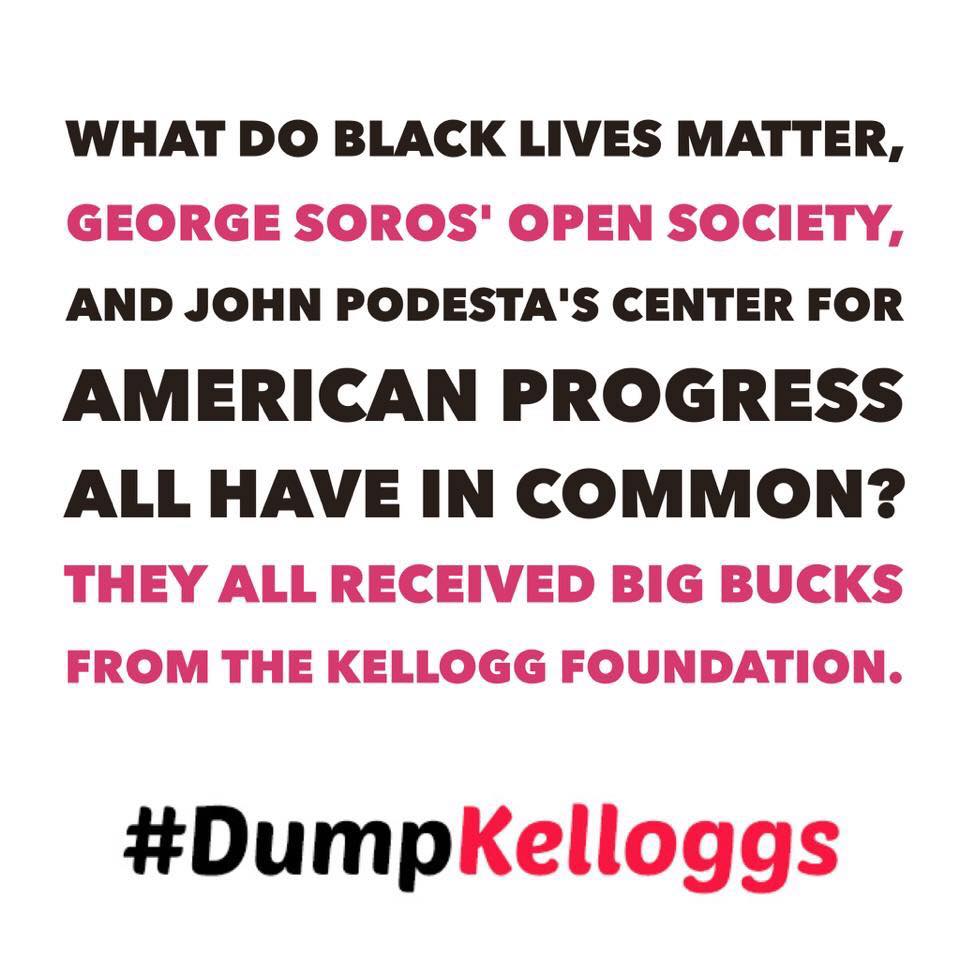 WHAT DO BLACK LIVES MATTER,
GEORGE SOROS' OPEN SOCIETY,
AND JOHN PODESTA'S CENTER FOR
AMERICAN PROGRESS
ALL HAVE IN COMMON?
THEY ALL RECEIVED BIG BUCKS
FROM THE KELLOGG FOUNDATION.
#DumpKelloggs